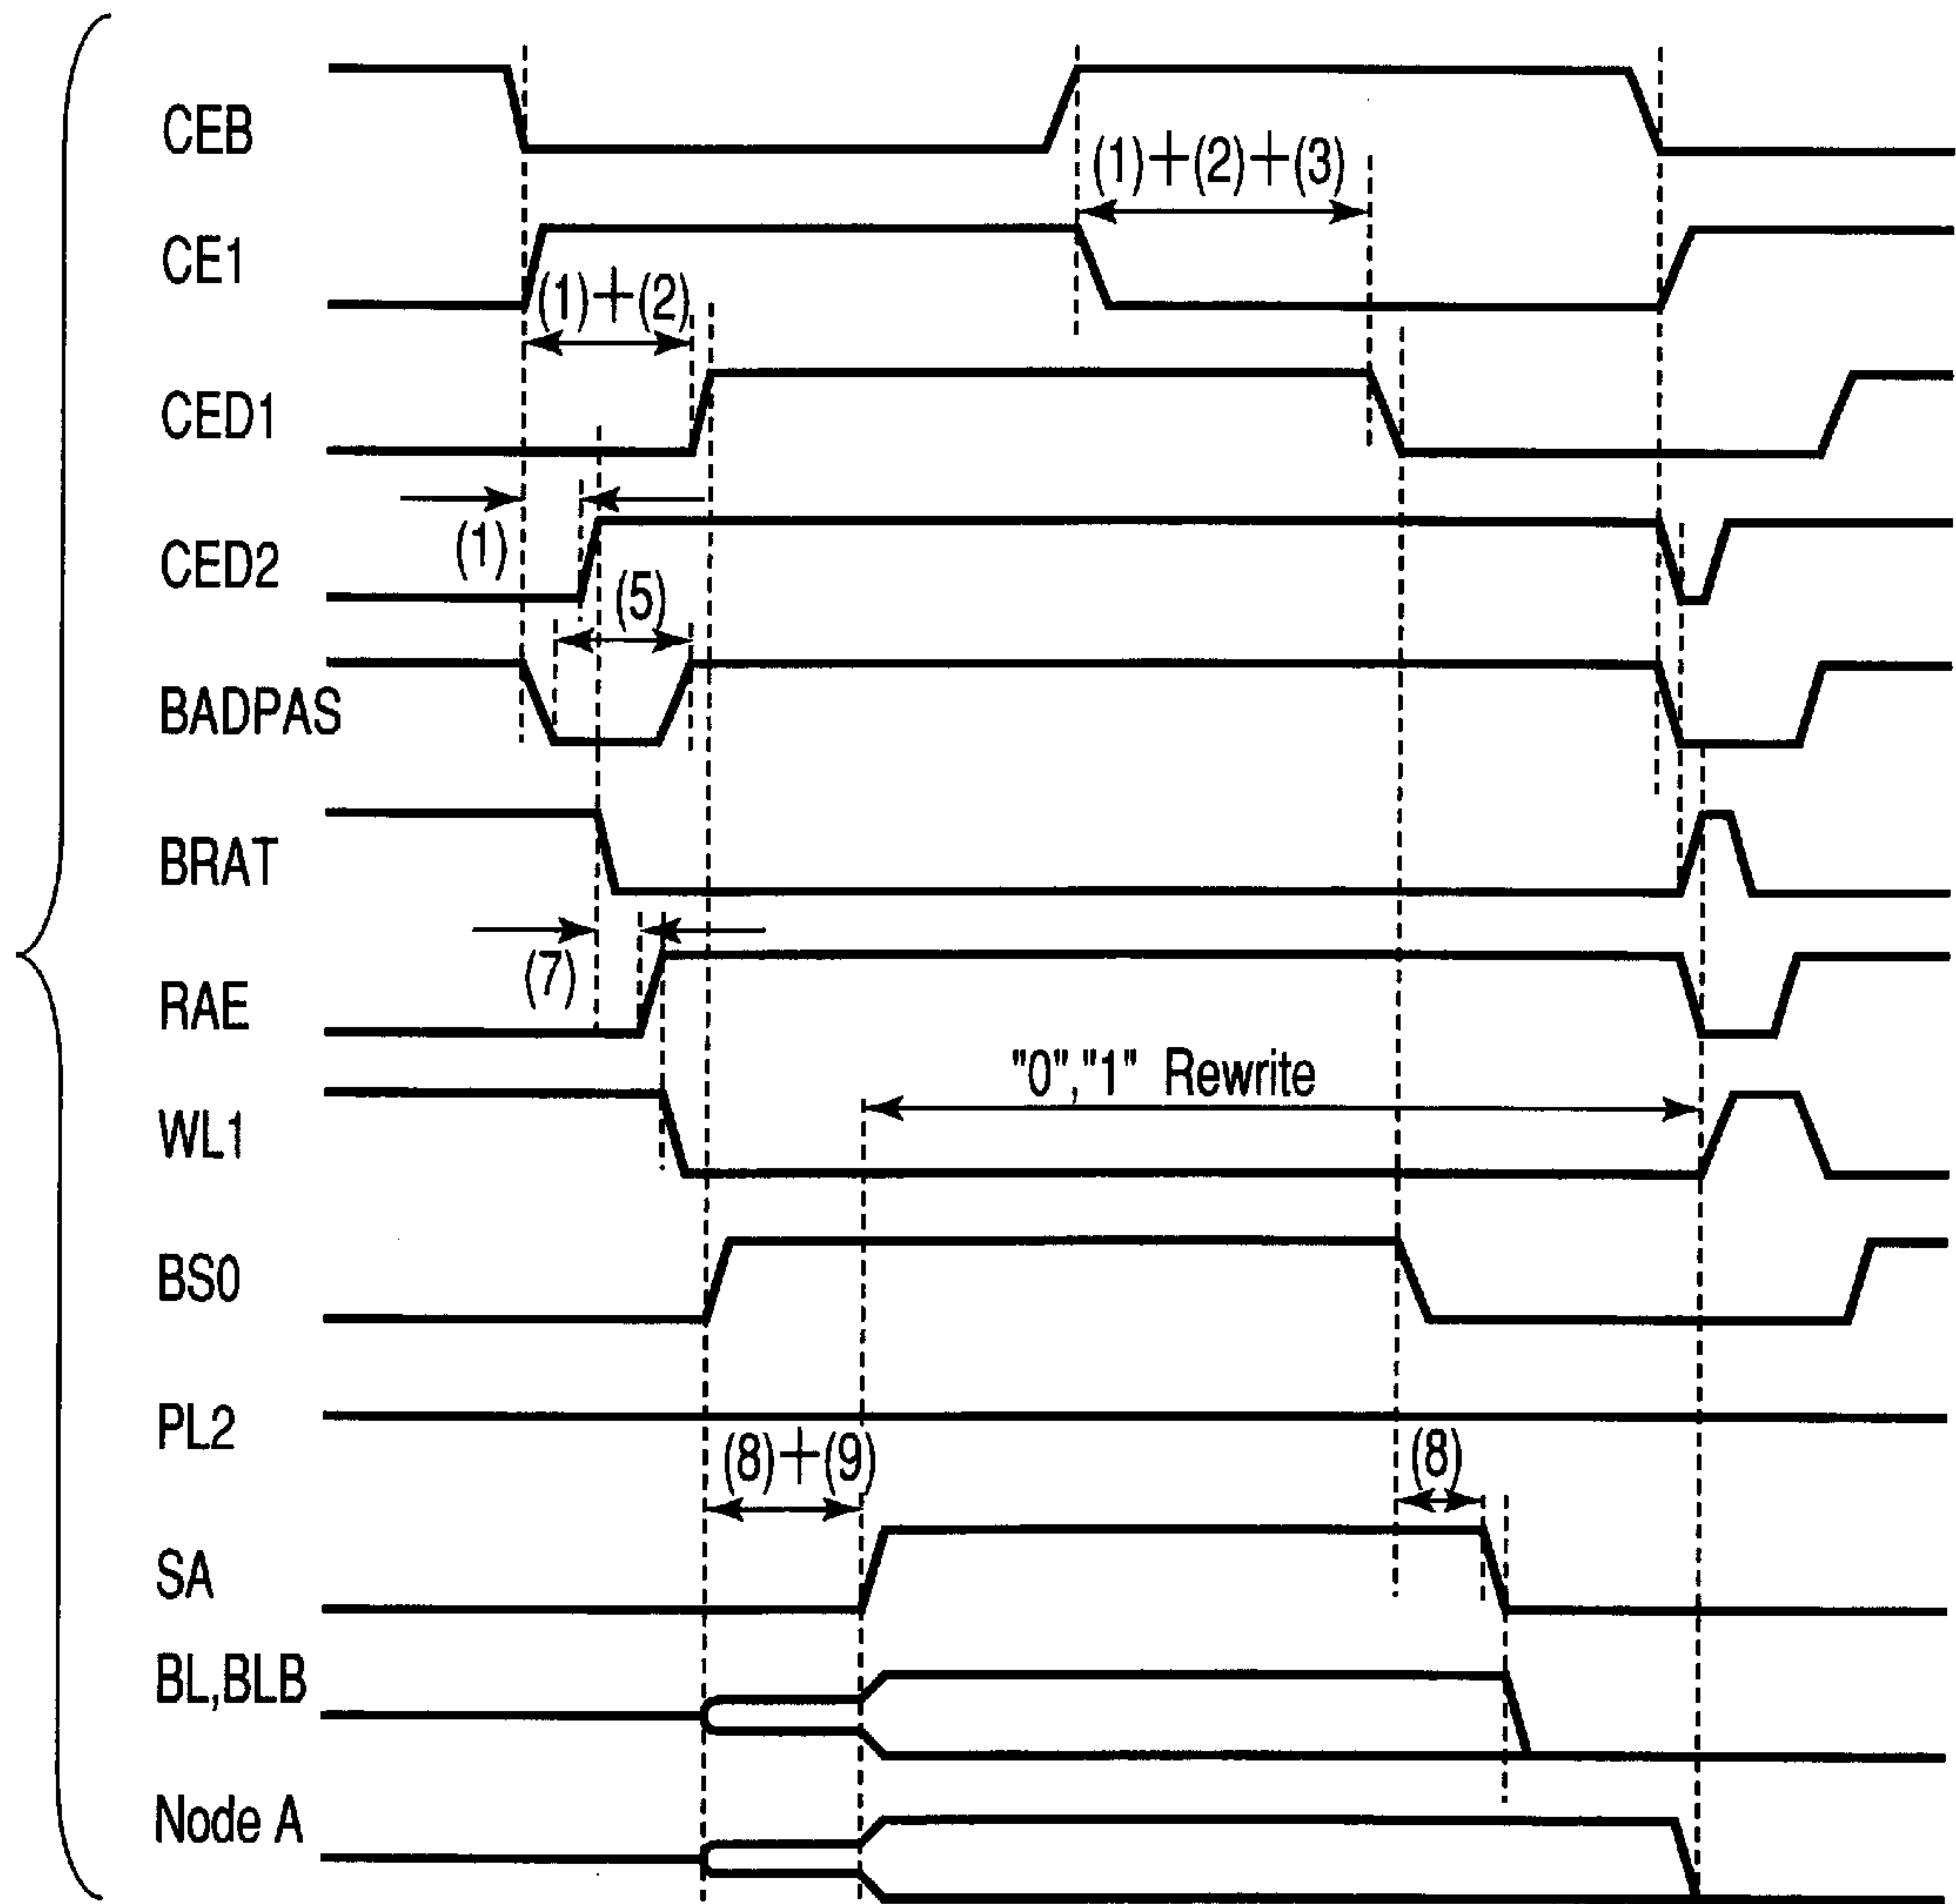 CEB
(1)+(2)+(3)
CE1
(1)+(2)
CED1
(1)
CED2
(5)
BADPAS
BRAT
(7)
RAE
"0","1" Rewrite
WL1
BS0
PL2
(8)+(9)
(8)
SA
BL,BLB
Node A